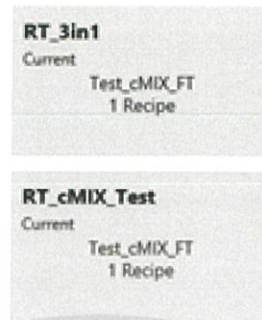 RT_3in1
Current
Test_cMIX_FT
1 Recipe
RT_cMIX_Test
Current
Test_cMIX_FT
1 Recipe